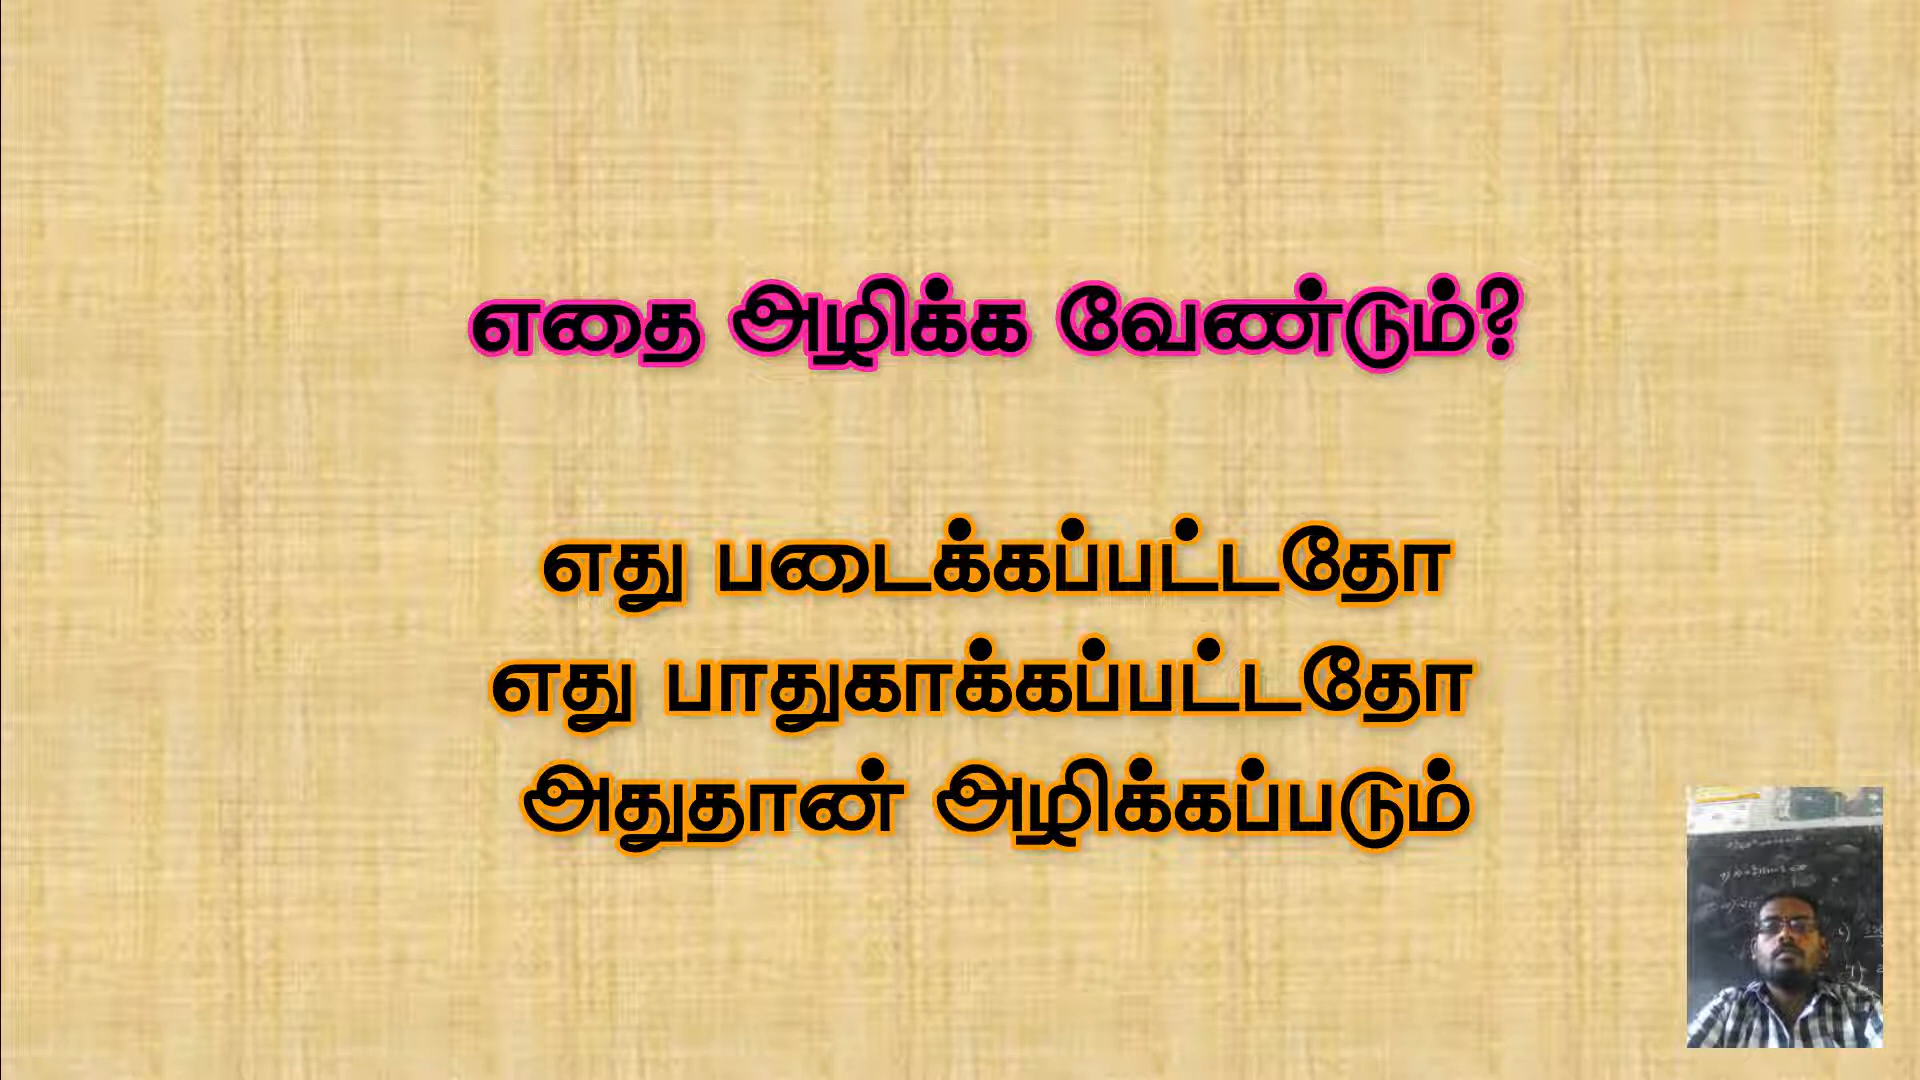 எதை அழிக்க வேண்டும்?
எது படைக்கப்பட்டதோ
எது பாதுகாக்கப்பட்டதோ
அதுதான் அழிக்கப்படும்